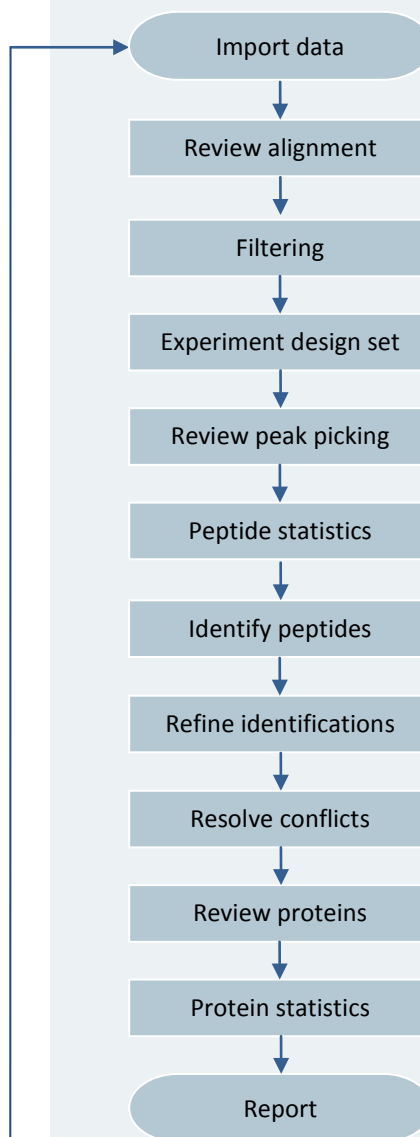 Import data
Review alignment
Filtering
Experiment design set
Review peak picking
Peptide statistics
Identify peptides
Refine identifications
Resolve conflicts
Review proteins
Protein statistics
Report